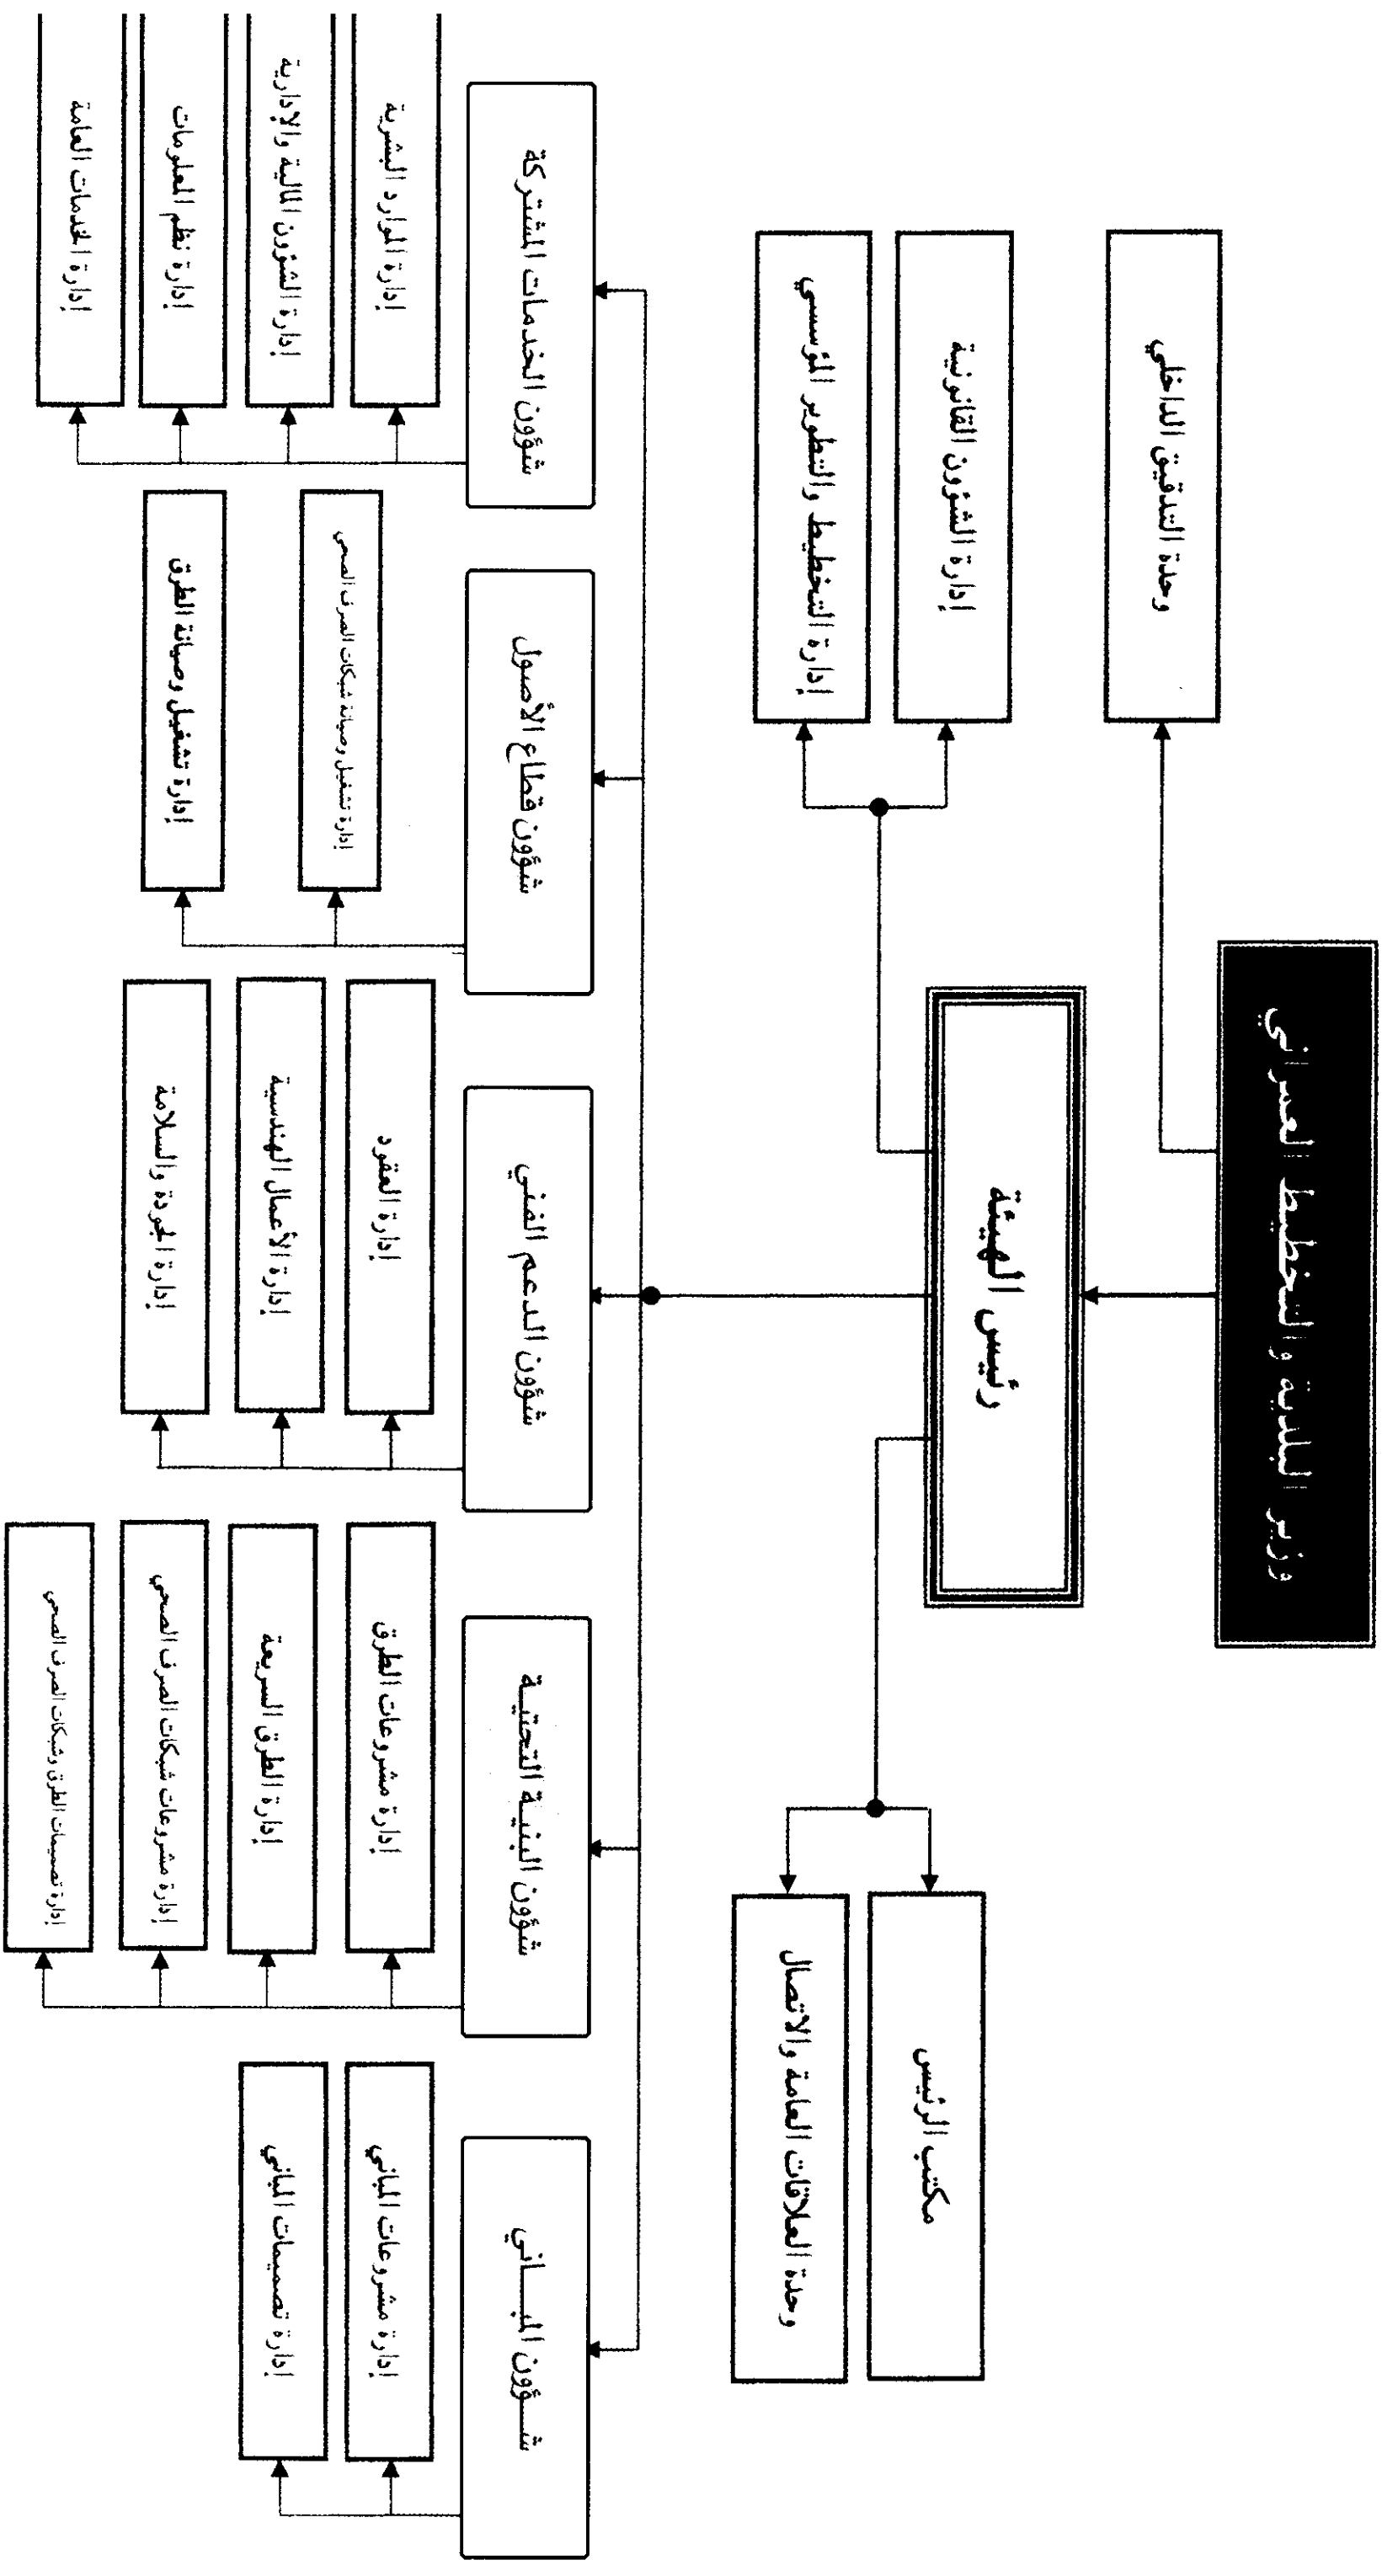 وزير البلدية والتخطيط العمراني
وحدة التدقيق الداخلي
رئيس الهيئة
مكتب الرئيس
وحدة العلاقات العامة والاتصال
إدارة الشؤون القانونية
إدارة التخطيط والتطوير المؤسسي
شؤون المبـــاني
إدارة مشروعات المباني
إدارة تصميمات المباني
شؤون البنية التحتية
إدارة مشروعات الطرق
إدارة الطرق السريعة
إدارة مشروعات شبكات الصرف الصحي
إدارة تصميمات الطرق وشبكات الصرف الصحي
شؤون الدعم الفني
إدارة العقود
إدارة الأعمال الهندسية
إدارة الجودة والسلامة
شؤون قطاع الأصول
إدارة تشغيل وصيانة شبكات الصرف الصحي
إدارة تشغيل وصيانة الطرق
شؤون الخدمات المشتركة
إدارة الموارد البشرية
إدارة الشؤون المالية والإدارية
إدارة نظم المعلومات
إدارة الخدمات العامة